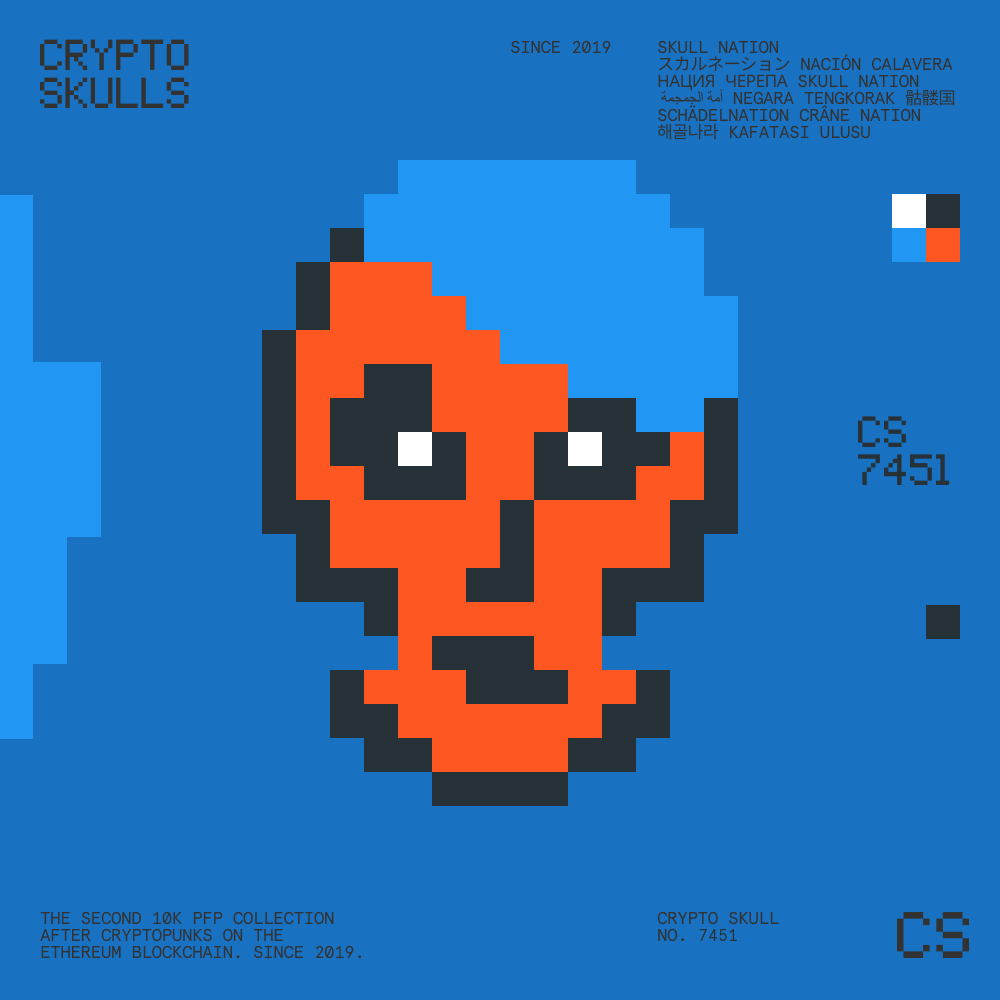 CRYPTO
SKULLS
SINCE 2019
SKULL NATION
スカルネーション NACIÓN CALAVERA
НАЦИЯ ЧЕРЕПА SKULL NATION
أمة الجمجمة NEGARA TENGKORAK 骷髅国
SCHÄDELNATION CRÂNE NATION
해골나라 KAFATASI ULUSU
CS
7451
THE SECOND 10K PFP COLLECTION
AFTER CRYPTOPUNKS ON THE
ETHEREUM BLOCKCHAIN. SINCE 2019.
CRYPTO SKULL
NO. 7451
CS